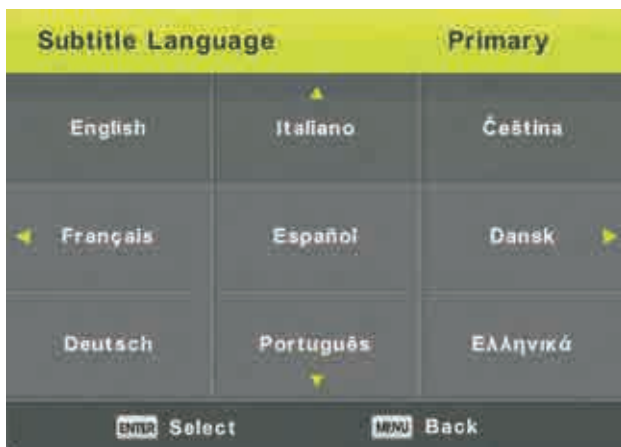 Subtitle Language Primary
English Italiano Čeština
Français Español Dansk
Deutsch Português Ελληνικά
ENTER Select MENU Back